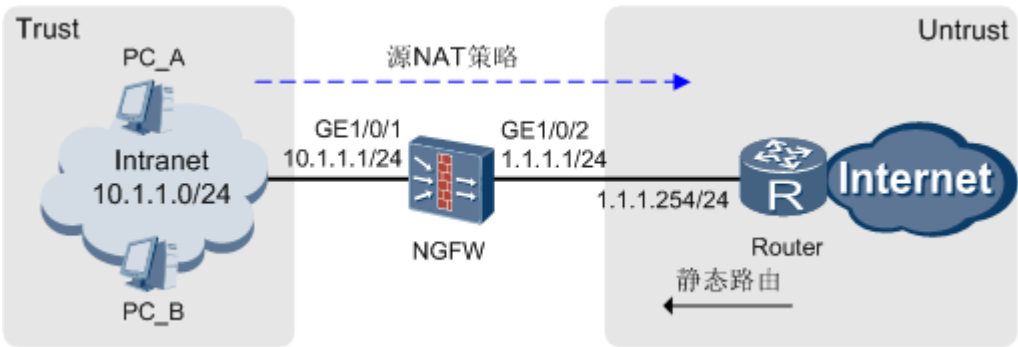 Trust
Untrust
PC_A
源NAT策略
GE1/0/1
10.1.1.1/24
GE1/0/2
1.1.1.1/24
Intranet
10.1.1.0/24
1.1.1.254/24
R
Internet
NGFW
Router
静态路由
PC_B